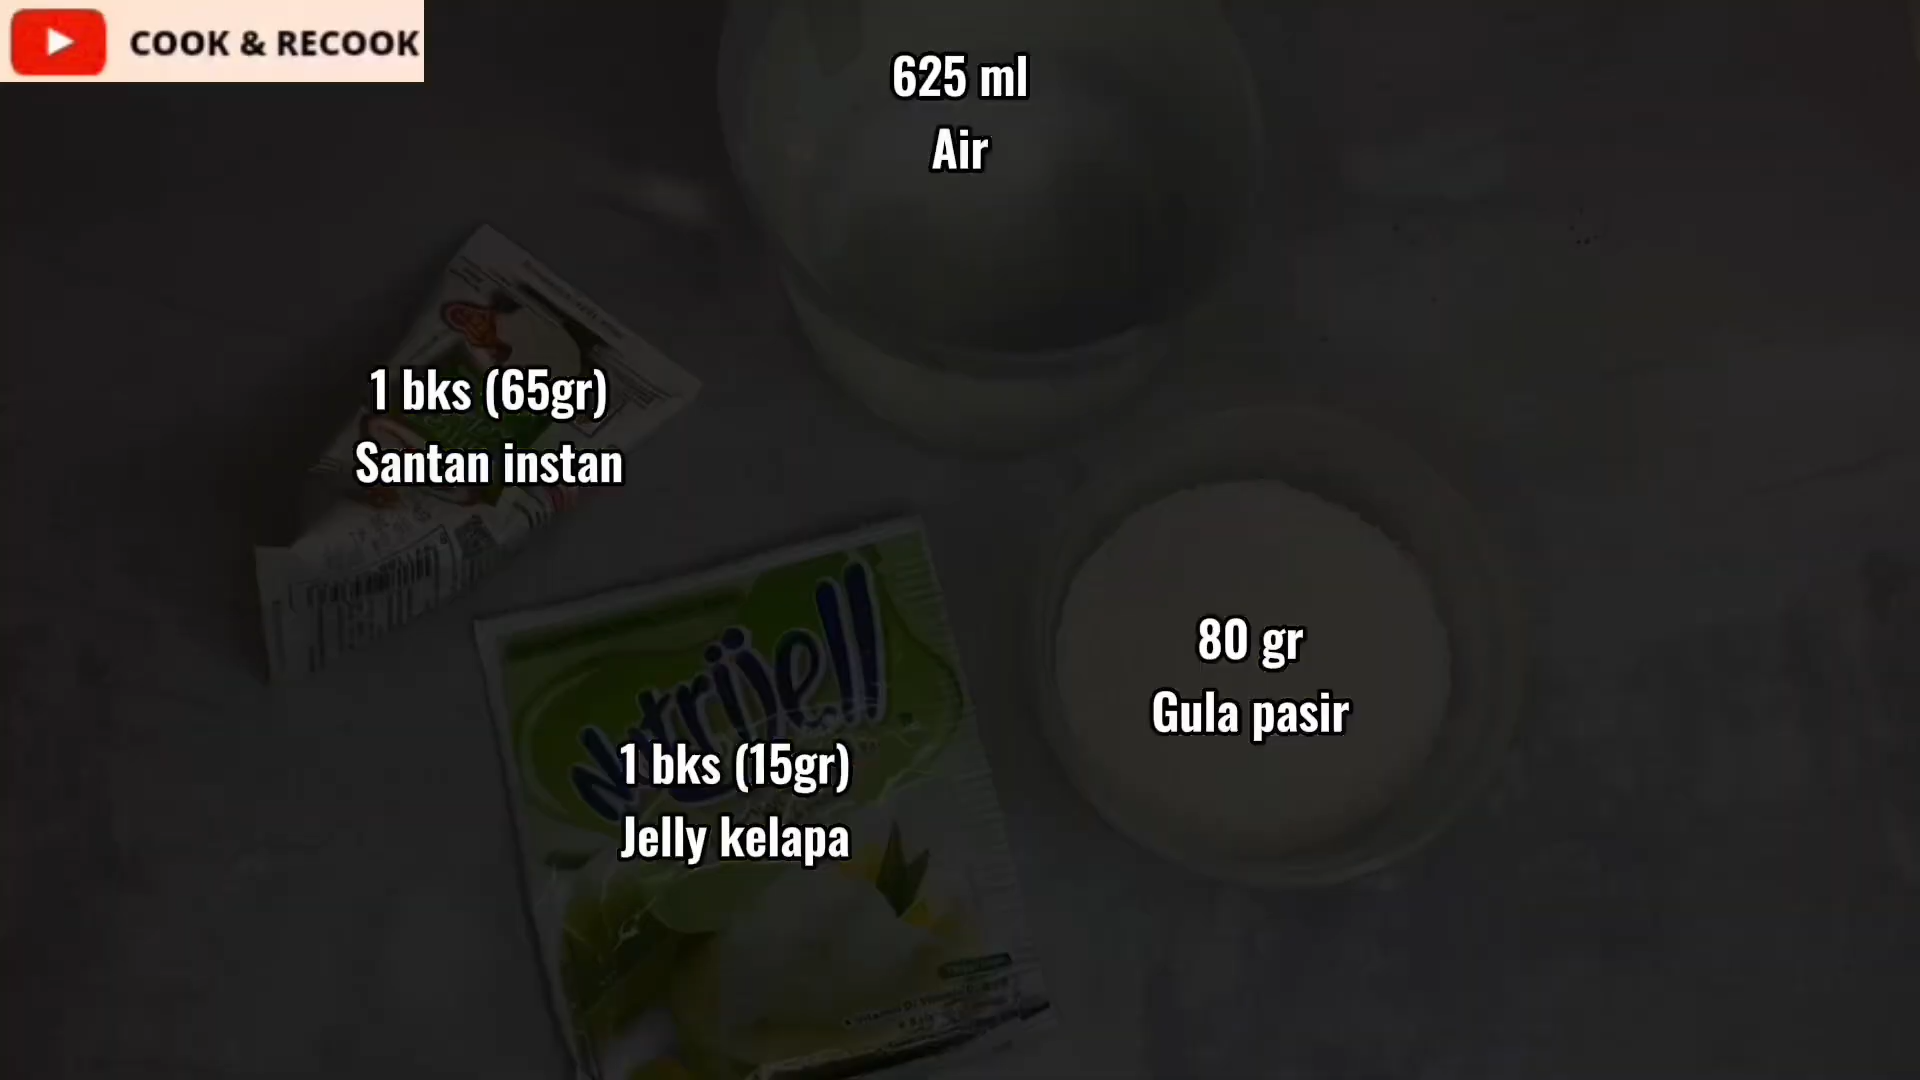 COOK & RECOOK
625 ml
Air
1 bks (65gr)
Santan instan
80 gr
Gula pasir
1 bks (15gr)
Jelly kelapa
Nutrijell